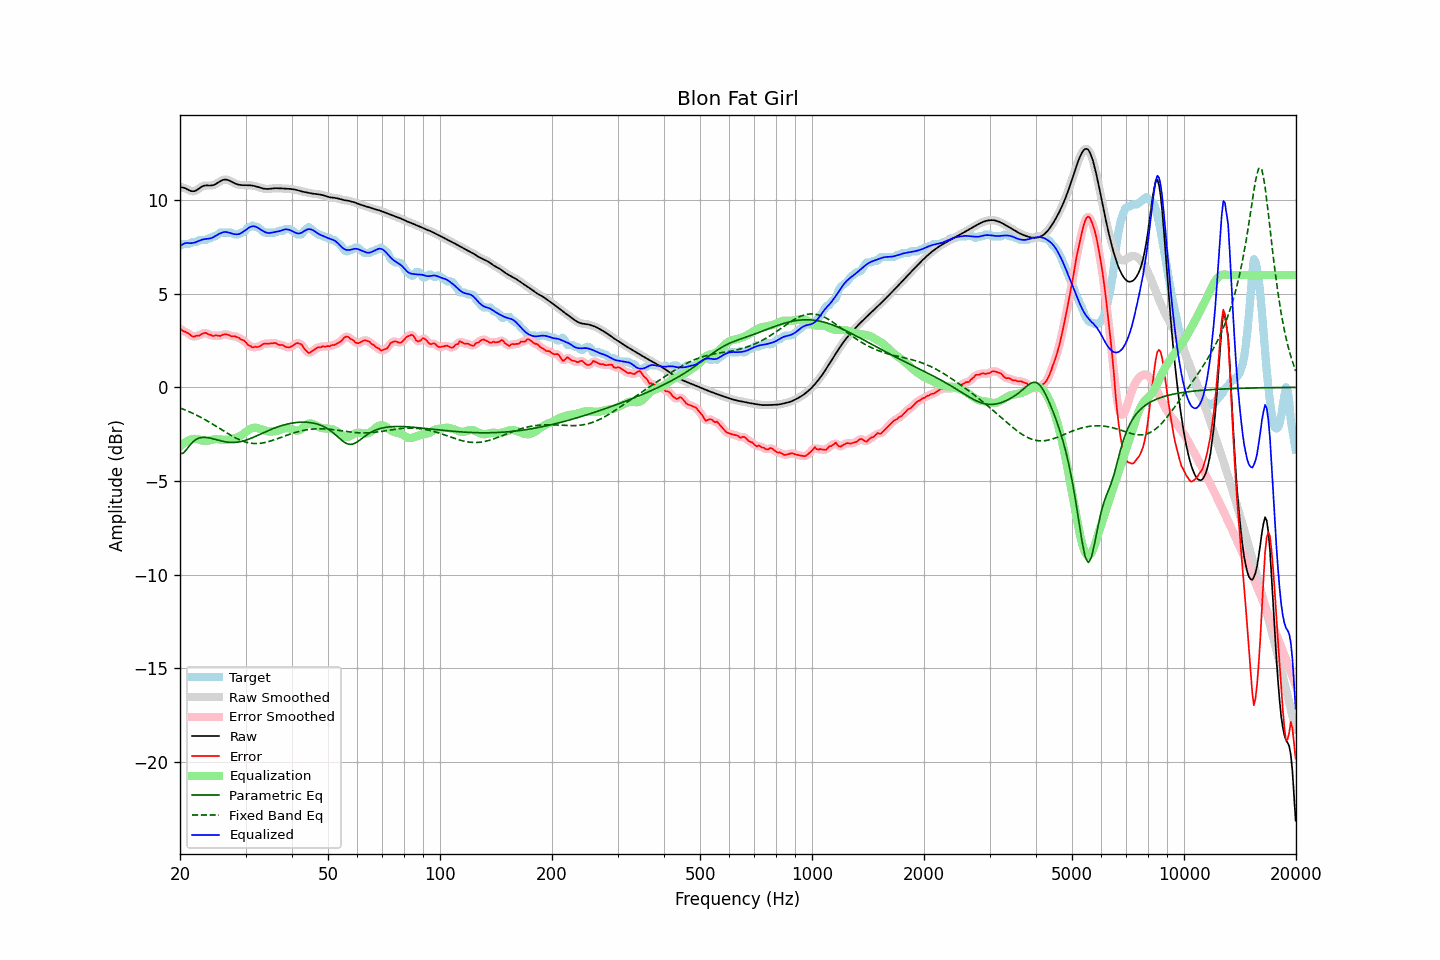 Blon Fat Girl
Amplitude (dBr)
10
5
0
−5
−10
−15
−20
Target
Raw Smoothed
Error Smoothed
Raw
Error
Equalization
Parametric Eq
Fixed Band Eq
Equalized
20 50 100 200 500 1000 2000 5000 10000 20000
Frequency (Hz)